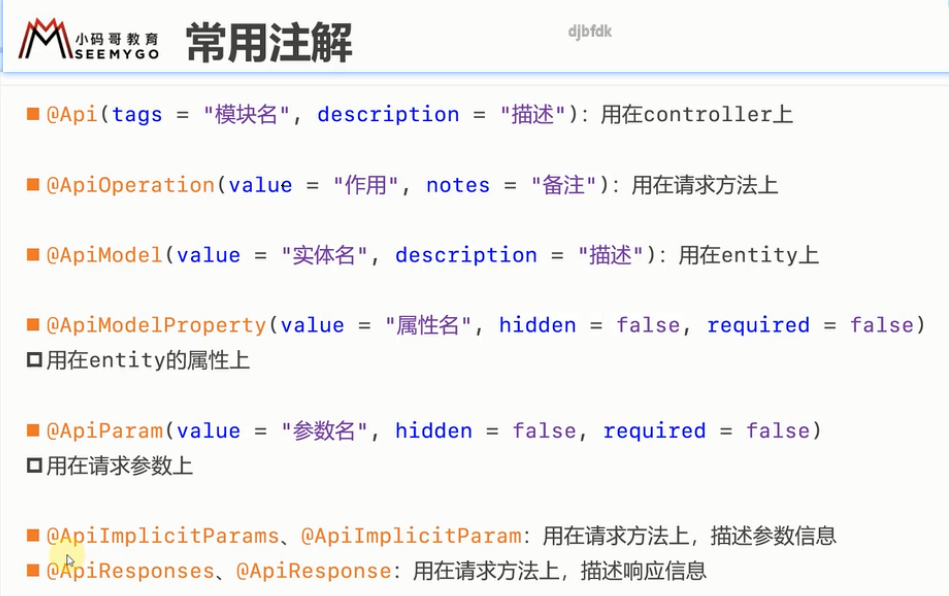 小码哥教育
SEEMYGO
常用注解
djbfdk
@Api(tags = "模块名", description = "描述"): 用在controller上
@ApiOperation(value = "作用", notes = "备注"): 用在请求方法上
@ApiModel(value = "实体名", description = "描述"): 用在entity上
@ApiModelProperty(value = "属性名", hidden = false, required = false)
用在entity的属性上
@ApiParam(value = "参数名", hidden = false, required = false)
用在请求参数上
@ApiImplicitParams、@ApiImplicitParam: 用在请求方法上，描述参数信息
@ApiResponses、@ApiResponse: 用在请求方法上，描述响应信息